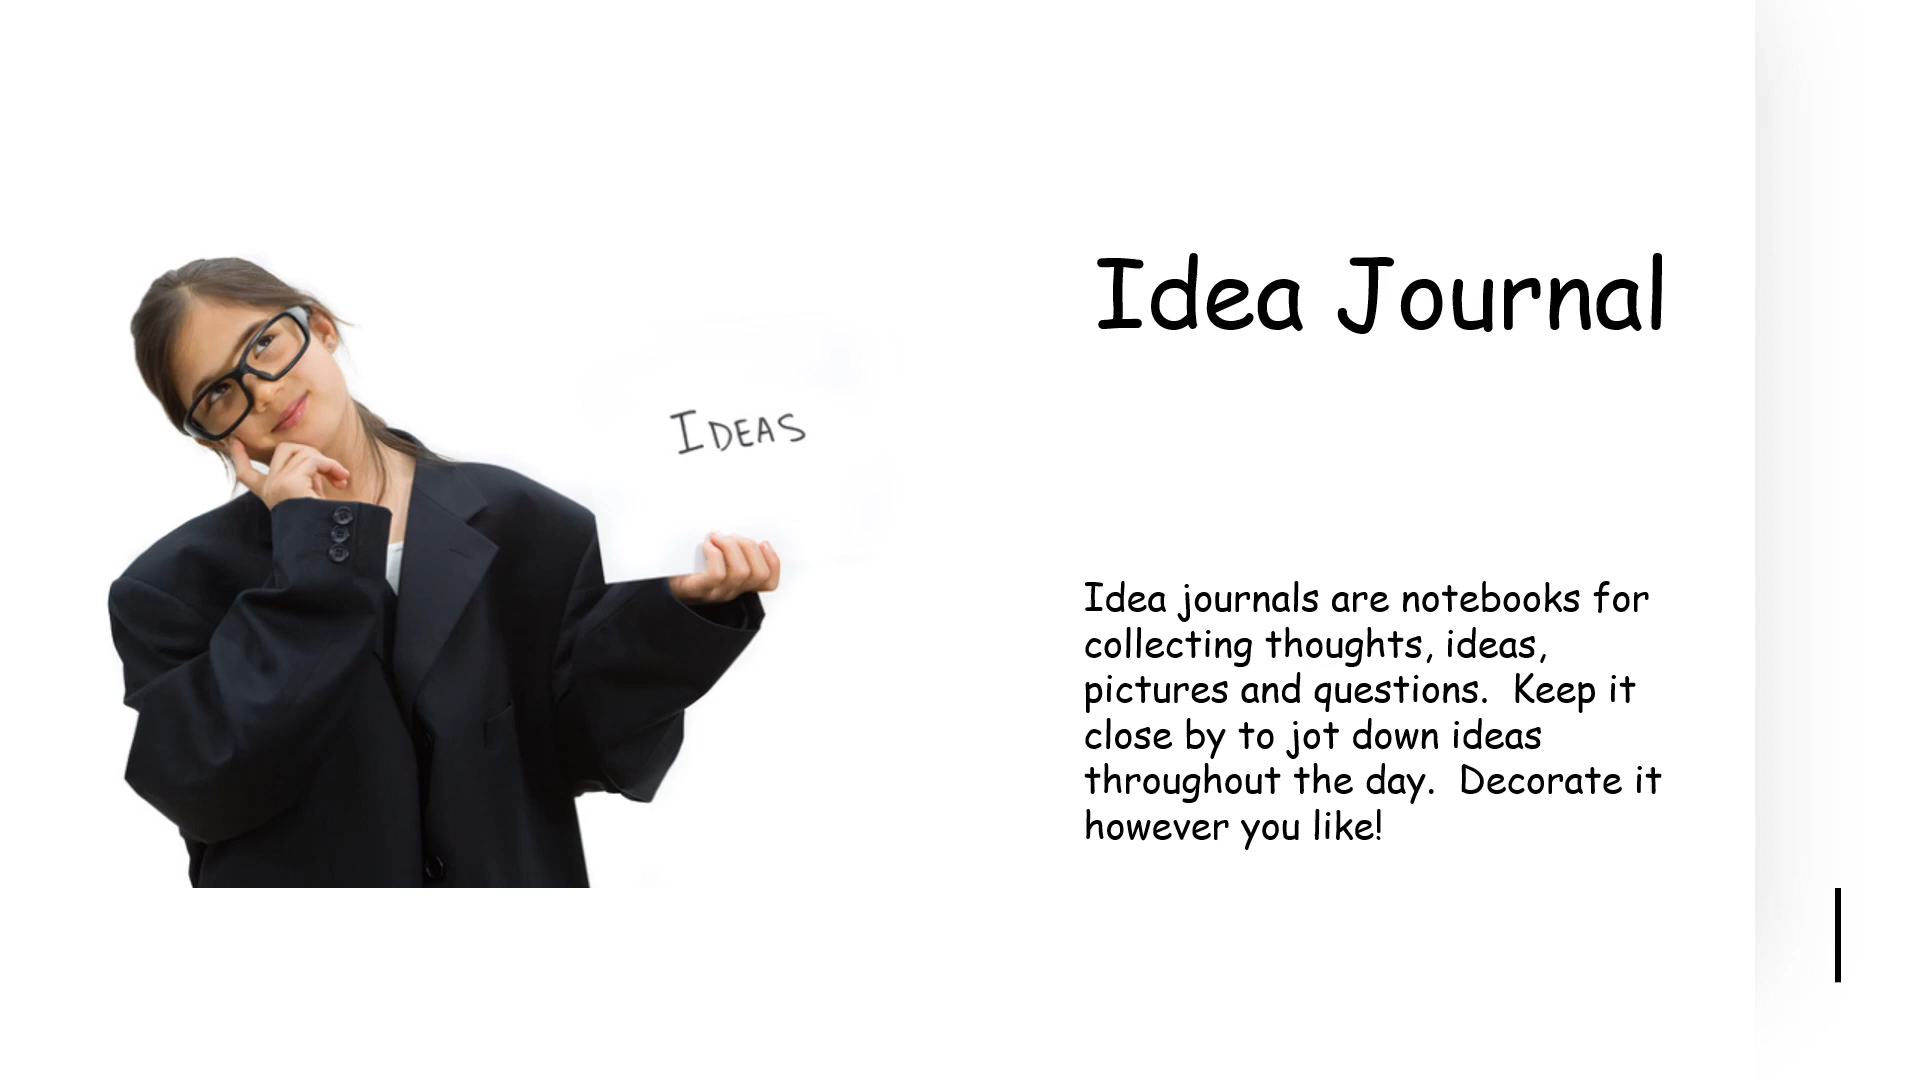 Idea Journal
IDEAS
Idea journals are notebooks for
collecting thoughts, ideas,
pictures and questions.  Keep it
close by to jot down ideas
throughout the day.  Decorate it
however you like!